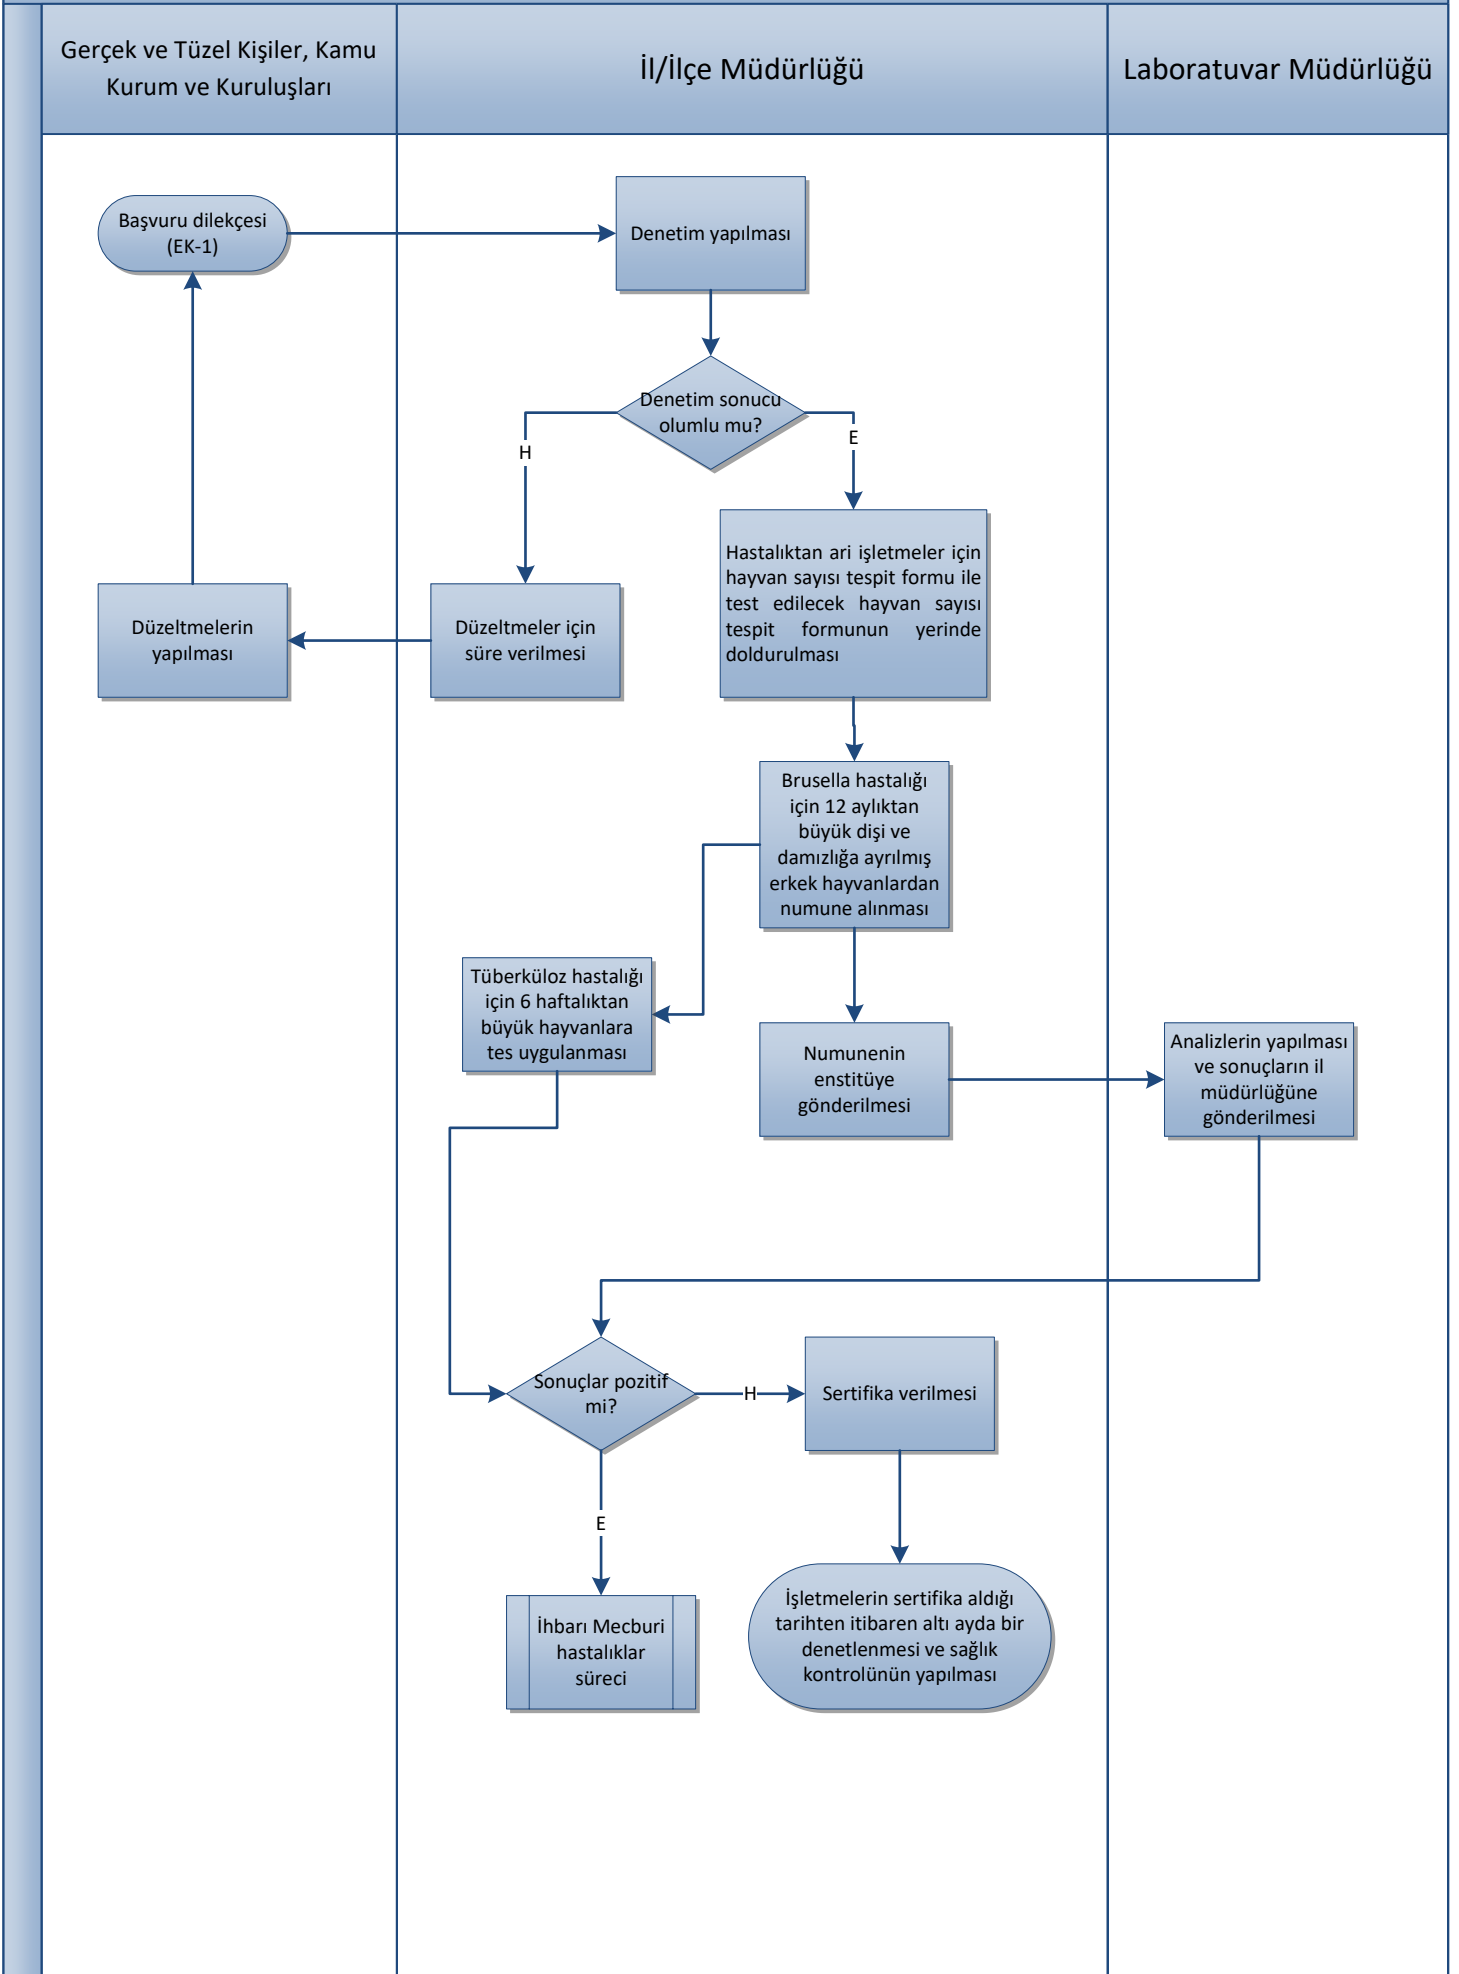 Gerçek ve Tüzel Kişiler, Kamu
Kurum ve Kuruluşları
İl/İlçe Müdürlüğü
Laboratuvar Müdürlüğü
Başvuru dilekçesi
(EK-1)
Denetim yapılması
Denetim sonucu
olumlu mu?
H
E
Hastalıktan ari işletmeler için
hayvan sayısı tespit formu ile
test edilecek hayvan sayısı
tespit formunun yerinde
doldurulması
Düzeltmelerin
yapılması
Düzeltmeler için
süre verilmesi
Brusella hastalığı
için 12 aylıktan
büyük dişi ve
damızlığa ayrılmış
erkek hayvanlardan
numune alınması
Tüberküloz hastalığı
için 6 haftalıktan
büyük hayvanlara
tes uygulanması
Numunenin
enstitüye
gönderilmesi
Analizlerin yapılması
ve sonuçların il
müdürlüğüne
gönderilmesi
Sonuçlar pozitif
mi?
H
Sertifika verilmesi
E
İhbarı Mecburi
hastalıklar
süreci
İşletmelerin sertifika aldığı
tarihten itibaren altı ayda bir
denetlenmesi ve sağlık
kontrolünün yapılması